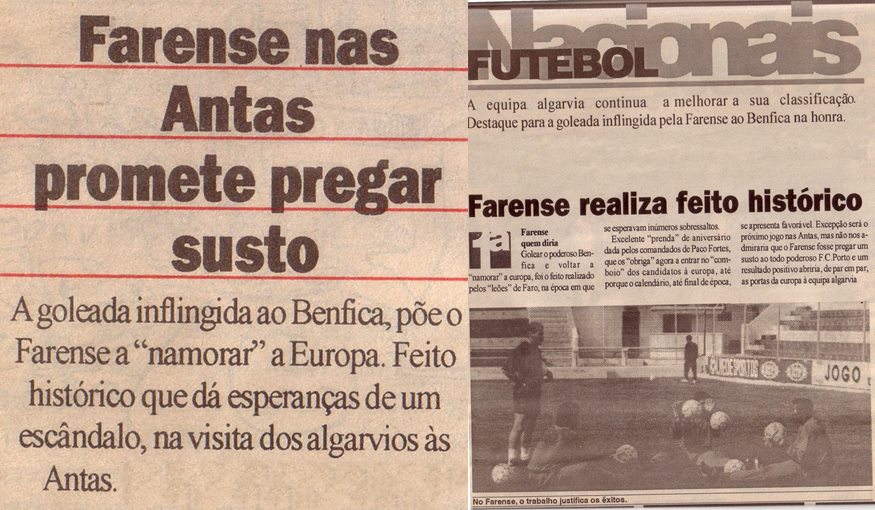 Farense nas
Antas
promete pregar
susto
A goleada inflingida ao Benfica, põe o
Farense a “namorar” a Europa. Feito
histórico que dá esperanças de um
escândalo, na visita dos algarvios às
Antas.
Nacionais
FUTEBOL
A equipa algarvia continua a melhorar a sua classificação.
Destaque para a goleada inflingida pela Farense ao Benfica na honra.
Farense realiza feito histórico
1ª
Farense
quem diria
Golear o poderoso Ben-
fica e voltar a
“namorar” a europa, foi o feito realizado
pelos “leões” de Faro, na época em que
se esperavam inúmeros sobressaltos.
Excelente “prenda” de aniversário
dada pelos comandados de Paco Fortes,
que os “obriga” agora a entrar no “com-
boio” dos candidatos à europa, até
porque o calendário, até final de época,
se apresenta favorável. Excepção será o
próximo jogo nas Antas, mas não nos a-
dmiraria que o Farense fosse pregar um
susto ao todo poderoso F.C.Porto e um
resultado positivo abriria, de par em par,
as portas da europa à equipa algarvia
JOGO
No Farense, o trabalho justifica os êxitos.